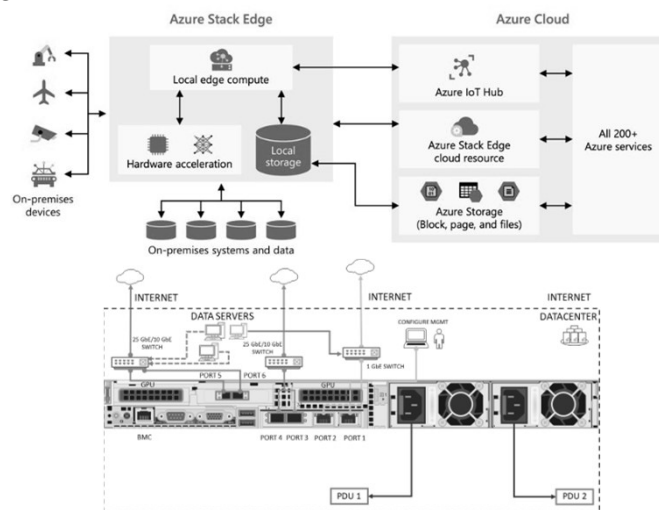 Azure Stack Edge
Azure Cloud
Local edge compute
Hardware acceleration
Local
storage
On-premises
devices
On-premises systems and data
Azure IoT Hub
Azure Stack Edge
cloud resource
Azure Storage
(Block, page, and files)
All 200+
Azure services
INTERNET
INTERNET
INTERNET
DATA SERVERS
CONFIGURE MGMT
DATACENTER
25 GbE/10 GbE
SWITCH
25 GbE/10 GbE
SWITCH
1 GbE SWITCH
PORT 5
PORT 6
GPU
GPU
BMC
PORT 4
PORT 3
PORT 2
PORT 1
PDU 1
PDU 2